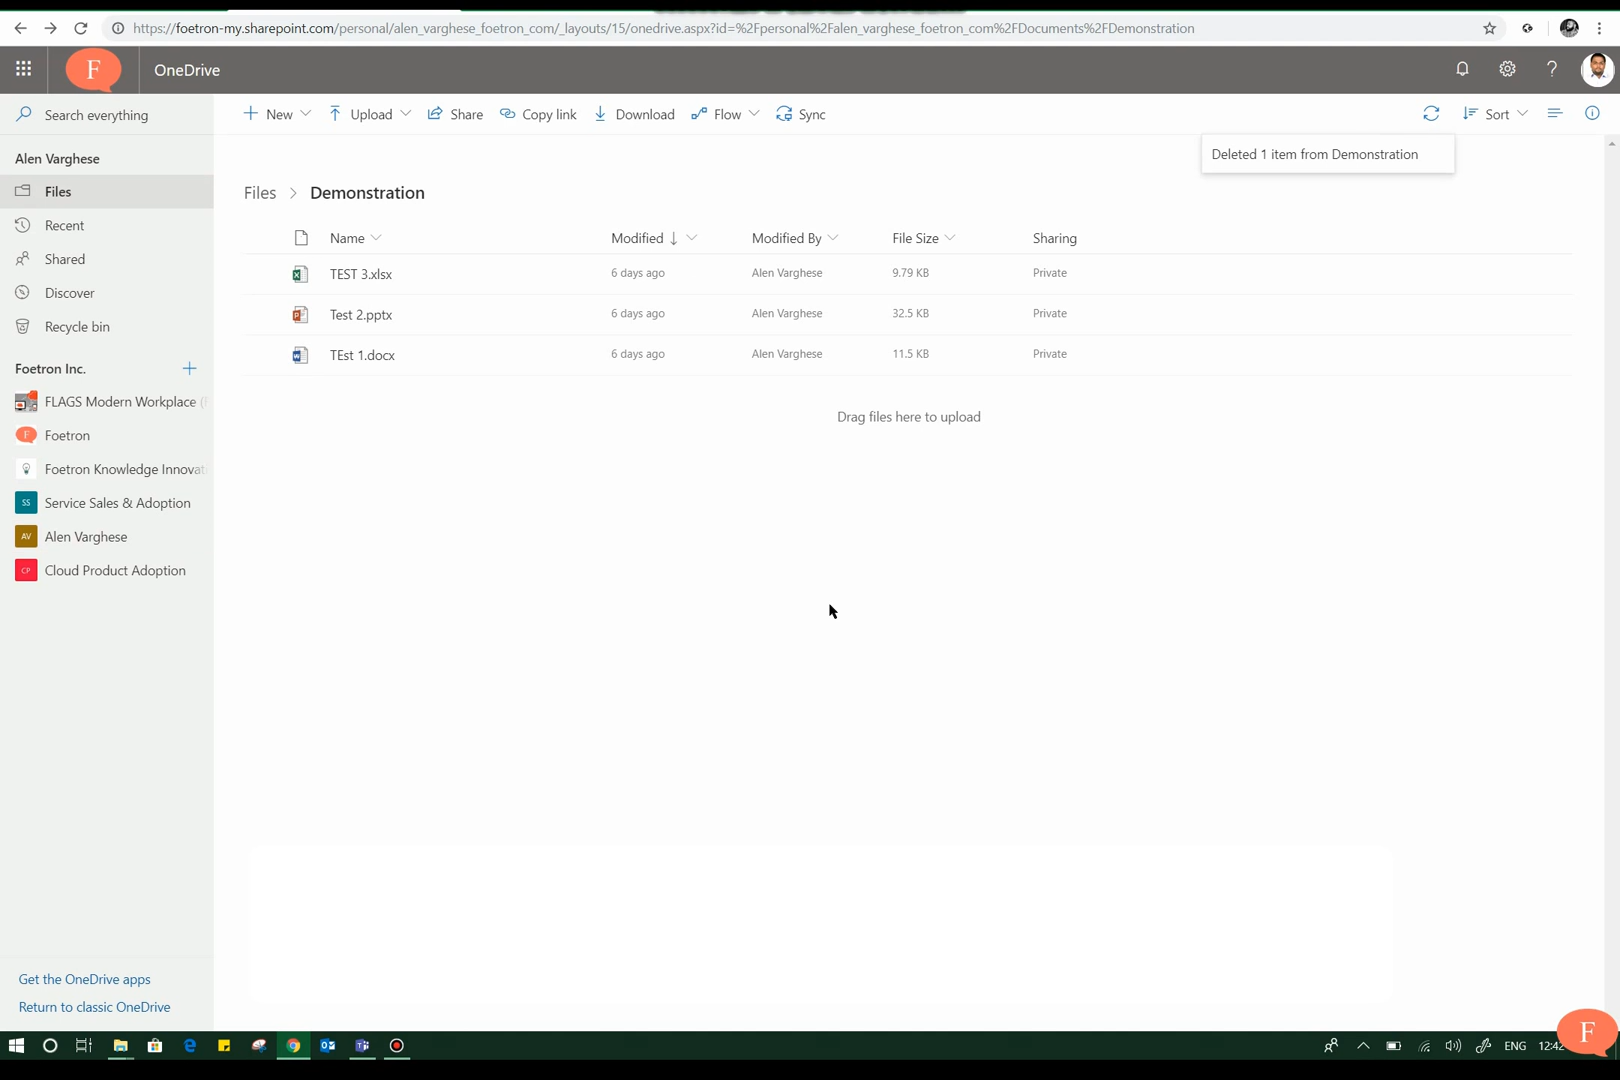 https://foetron-my.sharepoint.com/personal/alen_varghese_foetron_com/_layouts/15/onedrive.aspx?id=%2Fpersonal%2Falen_varghese_foetron_com%2FDocuments%2FDemonstration
F
OneDrive
?
Search everything
New
Upload
Share
Copy link
Download
Flow
Sync
Sort
Deleted 1 item from Demonstration
Alen Varghese
Files
Recent
Shared
Discover
Recycle bin
Foetron Inc.
FLAGS Modern Workplace (
F Foetron
Foetron Knowledge Innovat
SS Service Sales & Adoption
AV Alen Varghese
CP Cloud Product Adoption
Files > Demonstration
Name Modified Modified By File Size Sharing
TEST 3.xlsx 6 days ago Alen Varghese 9.79 KB Private
Test 2.pptx 6 days ago Alen Varghese 32.5 KB Private
TEst 1.docx 6 days ago Alen Varghese 11.5 KB Private
Drag files here to upload
Get the OneDrive apps
Return to classic OneDrive
ENG
12:42
F